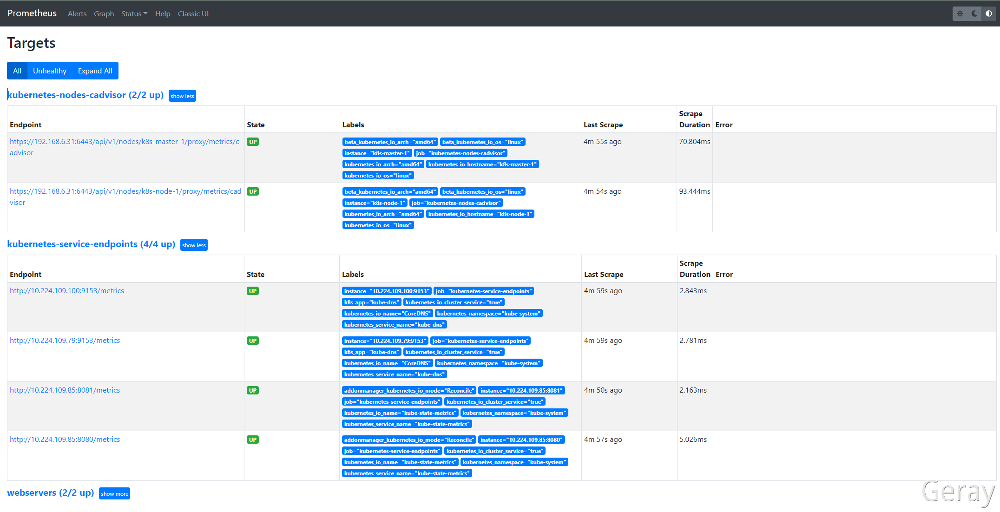 Prometheus Alerts Graph Status Help Classic UI
Targets
All Unhealthy Expand All
kubernetes-nodes-cadvisor (2/2 up) show less
Endpoint State Labels Last Scrape Scrape Duration Error
https://192.168.6.31:6443/api/v1/nodes/k8s-master-1/proxy/metrics/c
advisor
UP
beta_kubernetes_io_arch="amd64" beta_kubernetes_io_os="linux"
instance="k8s-master-1" job="kubernetes-nodes-cadvisor"
kubernetes_io_arch="amd64" kubernetes_io_hostname="k8s-master-1"
kubernetes_io_os="linux"
4m 55s ago
70.804ms
https://192.168.6.31:6443/api/v1/nodes/k8s-node-1/proxy/metrics/cad
visor
UP
beta_kubernetes_io_arch="amd64" beta_kubernetes_io_os="linux"
instance="k8s-node-1" job="kubernetes-nodes-cadvisor"
kubernetes_io_arch="amd64" kubernetes_io_hostname="k8s-node-1"
kubernetes_io_os="linux"
4m 54s ago
93.444ms
kubernetes-service-endpoints (4/4 up) show less
Endpoint State Labels Last Scrape Scrape Duration Error
http://10.224.109.100:9153/metrics
UP
instance="10.224.109.100:9153" job="kubernetes-service-endpoints"
k8s_app="kube-dns" kubernetes_io_cluster_service="true"
kubernetes_io_name="CoreDNS" kubernetes_namespace="kube-system"
kubernetes_service_name="kube-dns"
4m 59s ago
2.843ms
http://10.224.109.79:9153/metrics
UP
instance="10.224.109.79:9153" job="kubernetes-service-endpoints"
k8s_app="kube-dns" kubernetes_io_cluster_service="true"
kubernetes_io_name="CoreDNS" kubernetes_namespace="kube-system"
kubernetes_service_name="kube-dns"
4m 59s ago
2.781ms
http://10.224.109.85:8081/metrics
UP
addonmanager_kubernetes_io_mode="Reconcile" instance="10.224.109.85:8081"
job="kubernetes-service-endpoints" kubernetes_io_cluster_service="true"
kubernetes_io_name="kube-state-metrics" kubernetes_namespace="kube-system"
kubernetes_service_name="kube-state-metrics"
4m 50s ago
2.163ms
http://10.224.109.85:8080/metrics
UP
addonmanager_kubernetes_io_mode="Reconcile" instance="10.224.109.85:8080"
job="kubernetes-service-endpoints" kubernetes_io_cluster_service="true"
kubernetes_io_name="kube-state-metrics" kubernetes_namespace="kube-system"
kubernetes_service_name="kube-state-metrics"
4m 57s ago
5.026ms
webservers (2/2 up) show more
Geray